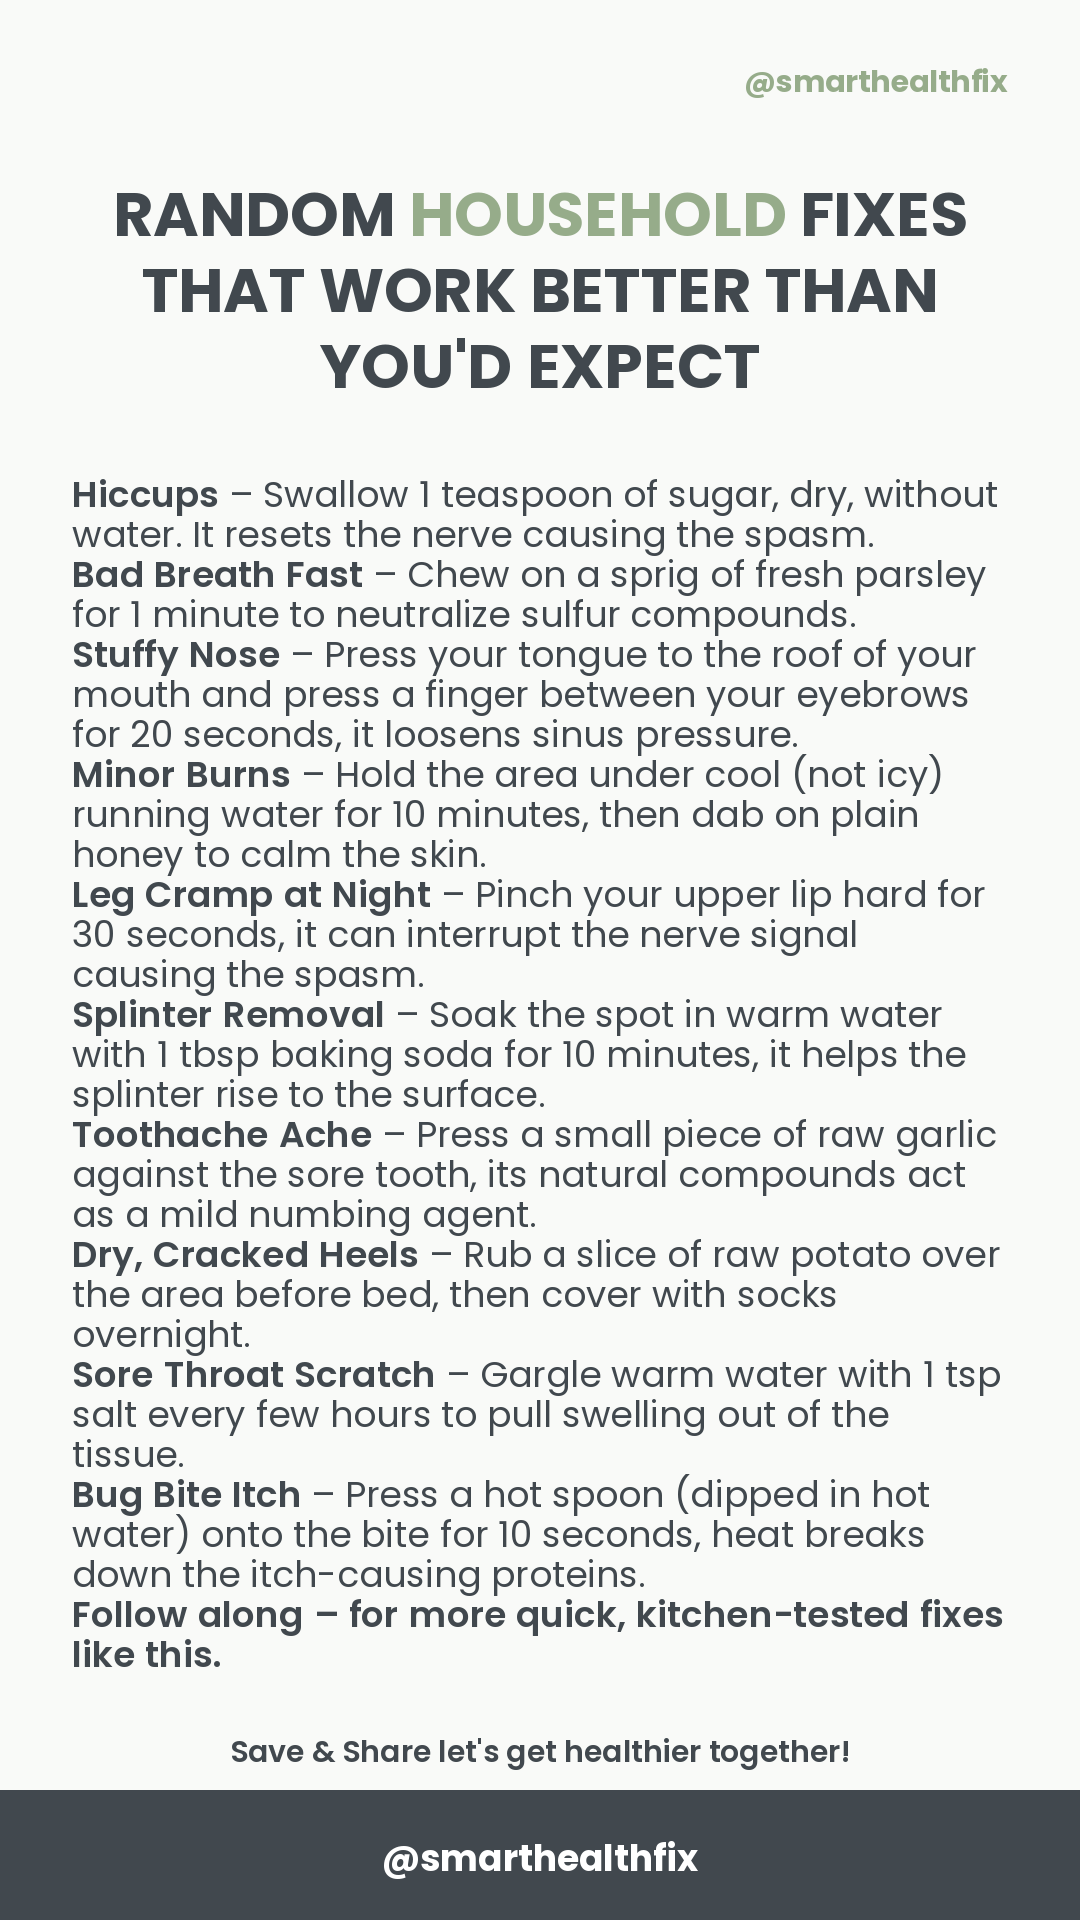 @smarthealthfix
RANDOM HOUSEHOLD FIXES
THAT WORK BETTER THAN
YOU'D EXPECT
Hiccups – Swallow 1 teaspoon of sugar, dry, without
water. It resets the nerve causing the spasm.
Bad Breath Fast – Chew on a sprig of fresh parsley
for 1 minute to neutralize sulfur compounds.
Stuffy Nose – Press your tongue to the roof of your
mouth and press a finger between your eyebrows
for 20 seconds, it loosens sinus pressure.
Minor Burns – Hold the area under cool (not icy)
running water for 10 minutes, then dab on plain
honey to calm the skin.
Leg Cramp at Night – Pinch your upper lip hard for
30 seconds, it can interrupt the nerve signal
causing the spasm.
Splinter Removal – Soak the spot in warm water
with 1 tbsp baking soda for 10 minutes, it helps the
splinter rise to the surface.
Toothache Ache – Press a small piece of raw garlic
against the sore tooth, its natural compounds act
as a mild numbing agent.
Dry, Cracked Heels – Rub a slice of raw potato over
the area before bed, then cover with socks
overnight.
Sore Throat Scratch – Gargle warm water with 1 tsp
salt every few hours to pull swelling out of the
tissue.
Bug Bite Itch – Press a hot spoon (dipped in hot
water) onto the bite for 10 seconds, heat breaks
down the itch-causing proteins.
Follow along – for more quick, kitchen-tested fixes
like this.
Save & Share let's get healthier together!
@smarthealthfix